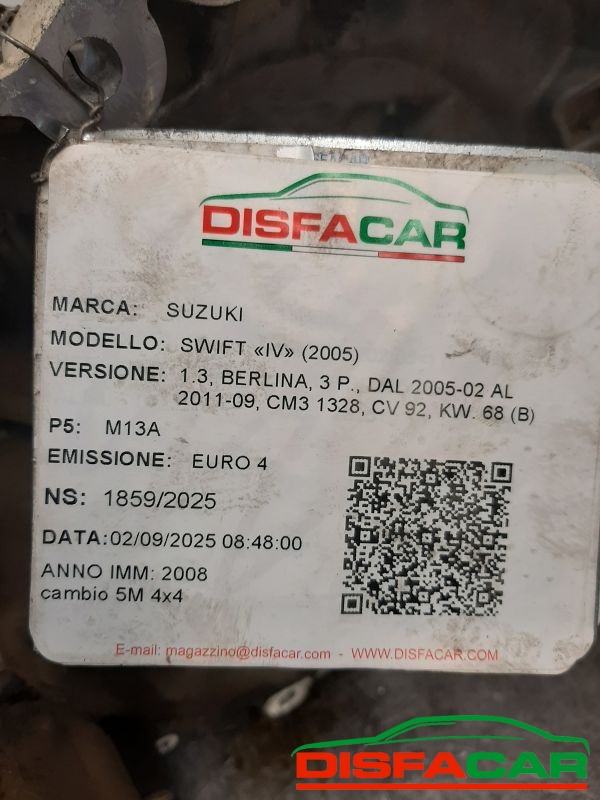 DISFACAR
MARCA: SUZUKI
MODELLO: SWIFT «IV» (2005)
VERSIONE: 1.3, BERLINA, 3 P., DAL 2005-02 AL
2011-09, CM3 1328, CV 92, KW. 68 (B)
P5: M13A
EMISSIONE: EURO 4
NS: 1859/2025
DATA:02/09/2025 08:48:00
ANNO IMM: 2008
cambio 5M 4x4
E-mail: magazzino@disfacar.com - WWW.DISFACAR.COM
DISFACAR